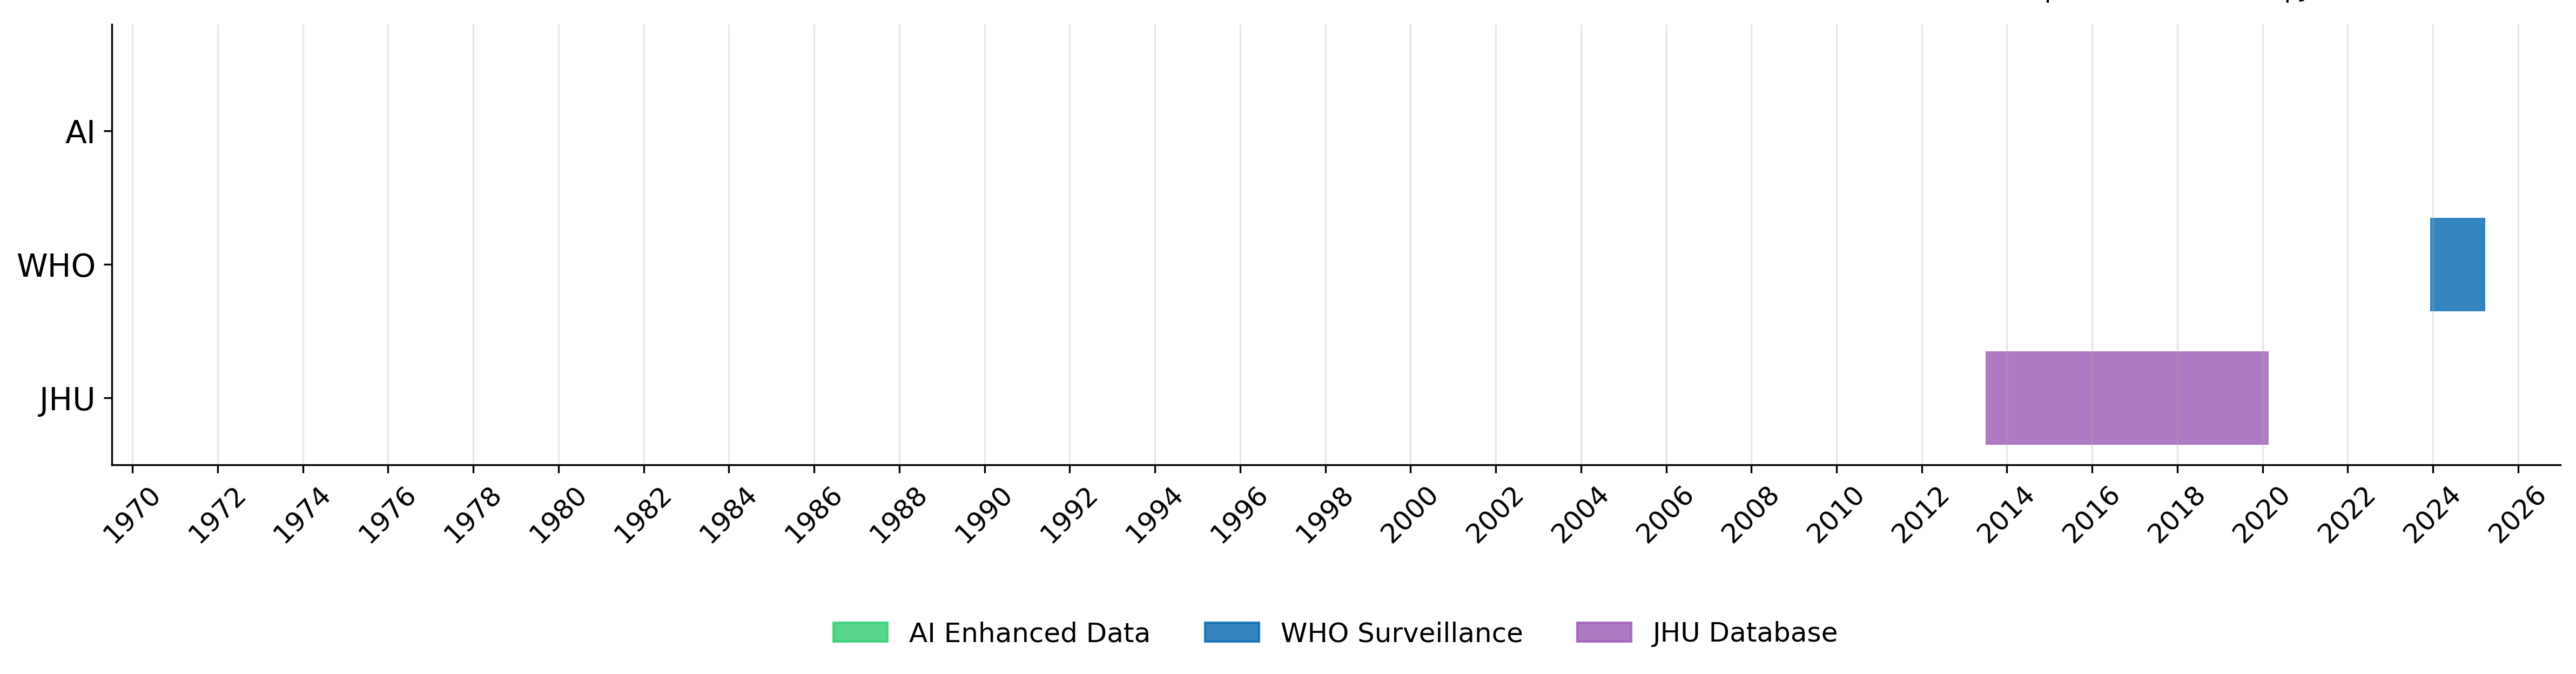 AI
WHO
JHU
1970 1972 1974 1976 1978 1980 1982 1984 1986 1988 1990 1992 1994 1996 1998 2000 2002 2004 2006 2008 2010 2012 2014 2016 2018 2020 2022 2024 2026
AI Enhanced Data WHO Surveillance JHU Database